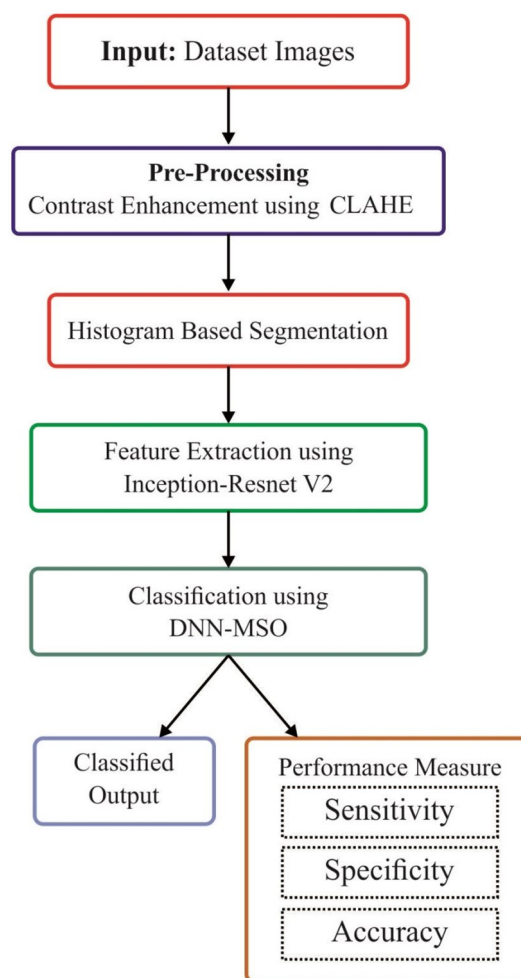 Input: Dataset Images
Pre-Processing
Contrast Enhancement using CLAHE
Histogram Based Segmentation
Feature Extraction using
Inception-Resnet V2
Classification using
DNN-MSO
Classified
Output
Performance Measure
Sensitivity
Specificity
Accuracy